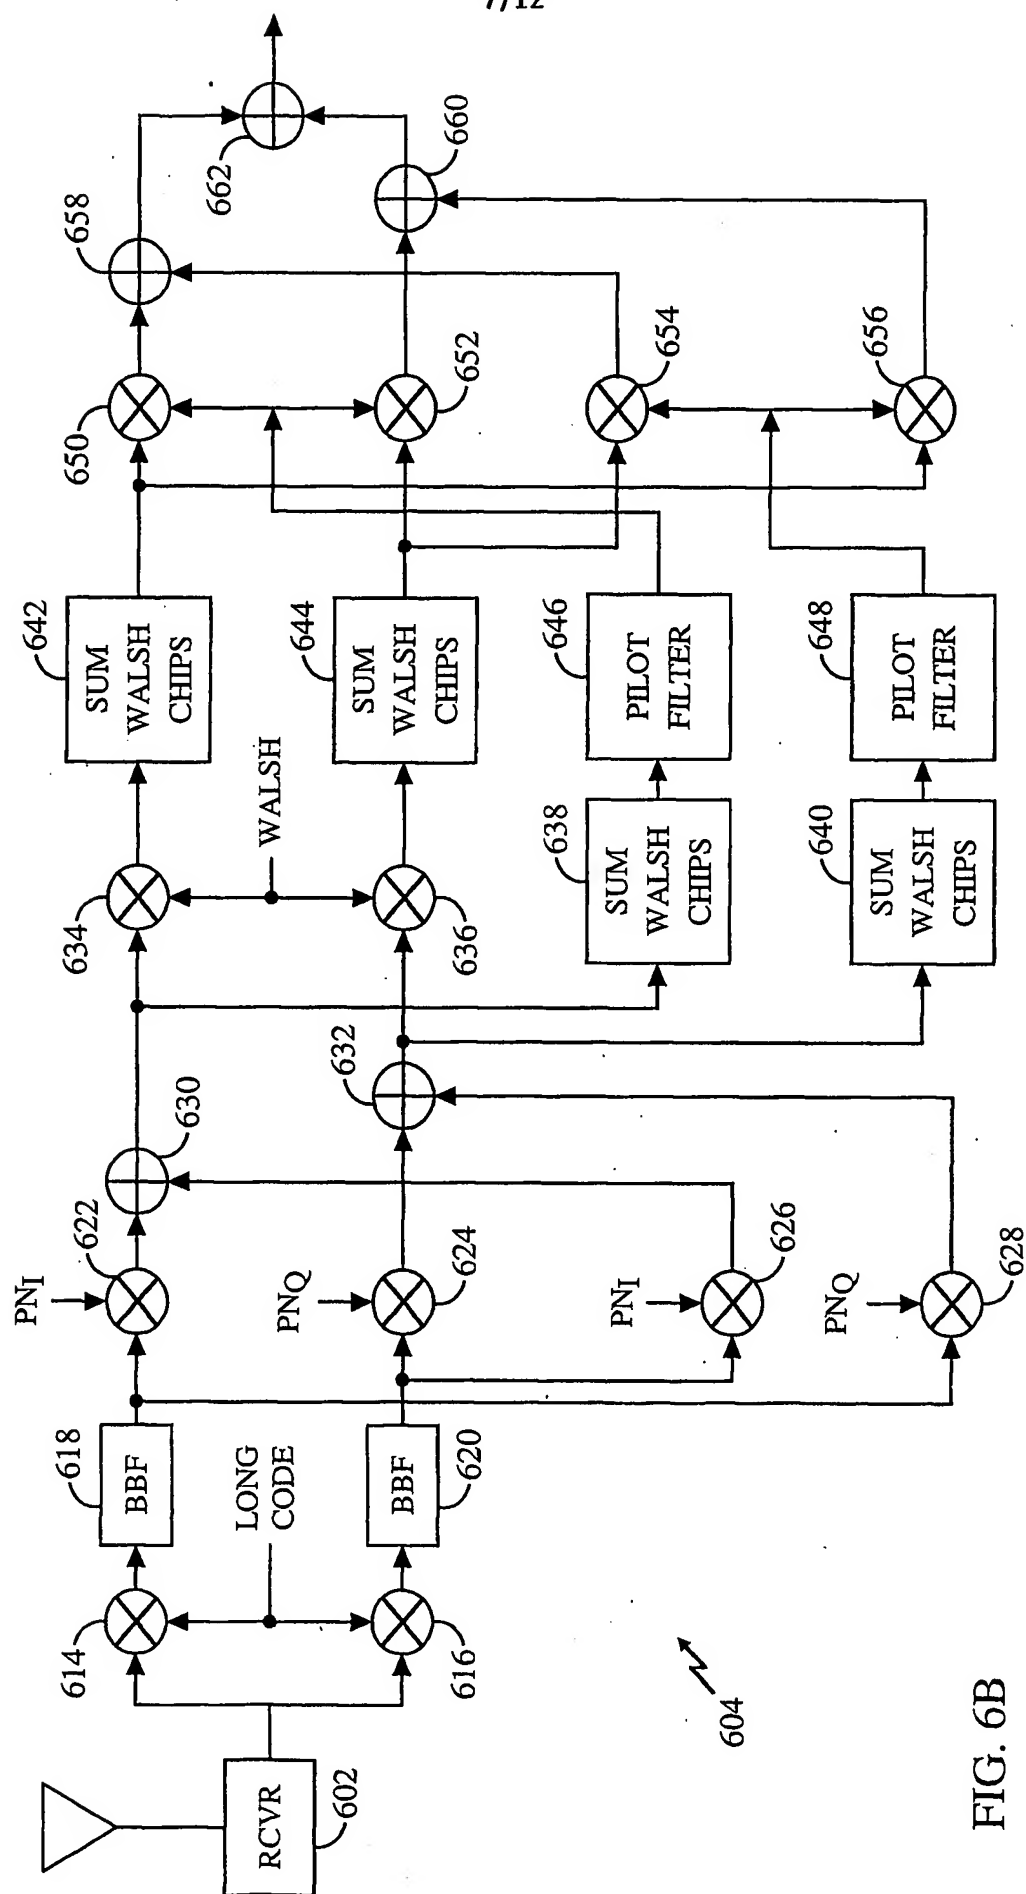 7/12
662
660
658
654
656
650
652
642
SUM
WALSH
CHIPS
644
SUM
WALSH
CHIPS
646
PILOT
FILTER
648
PILOT
FILTER
WALSH
638
SUM
WALSH
CHIPS
640
SUM
WALSH
CHIPS
634
636
632
630
622
PNI
624
PNQ
626
PNI
628
PNQ
618
BBF
LONG
CODE
620
BBF
614
616
604
RCVR
602
FIG. 6B